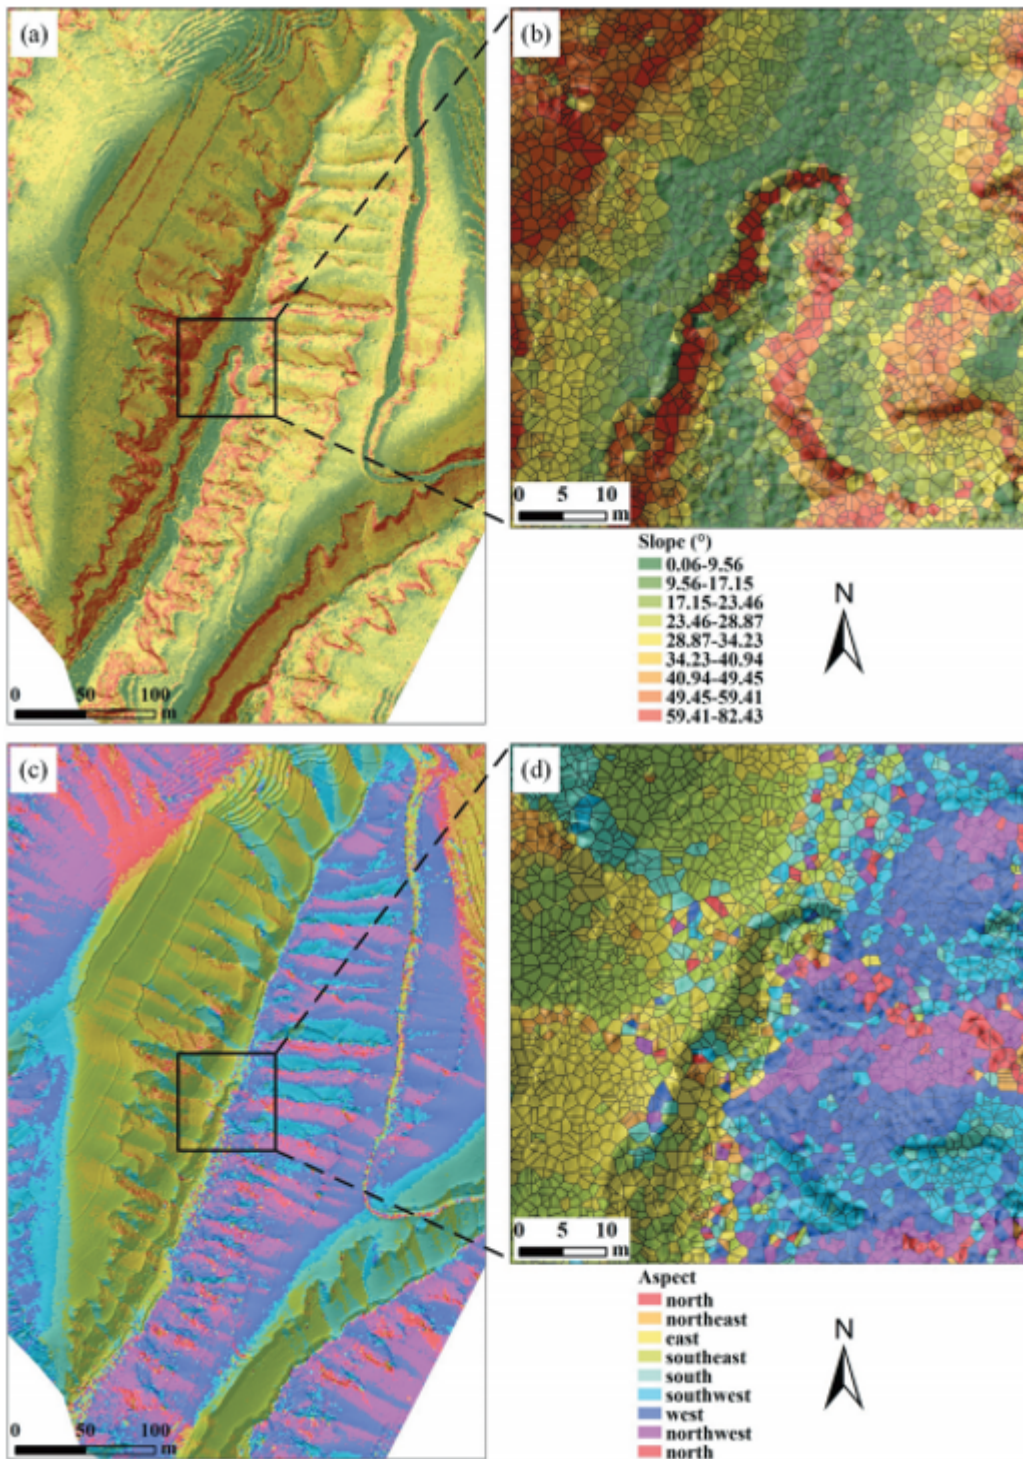 (a)
(b)
0 5 10
m
Slope (°)
0.06-9.56
9.56-17.15
17.15-23.46
23.46-28.87
28.87-34.23
34.23-40.94
40.94-49.45
49.45-59.41
59.41-82.43
N
0 50 100
m
(c)
(d)
0 5 10
m
Aspect
north
northeast
east
southeast
south
southwest
west
northwest
north
N
0 50 100
m